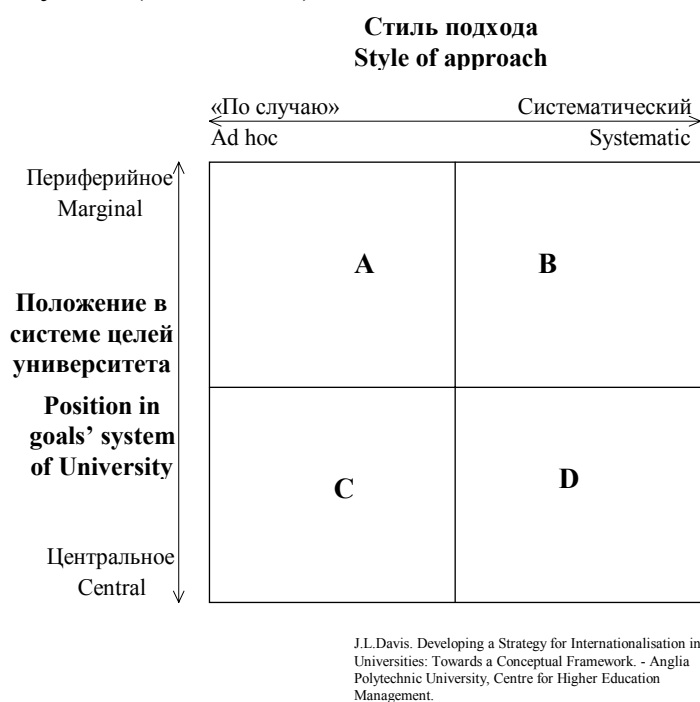 Стиль подхода
Style of approach
«По случаю» Систематический
Ad hoc Systematic
Периферийное
Marginal
A B
Положение в
системе целей
университета
Position in
goals’ system
of University
C D
Центральное
Central
J.L.Davis. Developing a Strategy for Internationalisation in
Universities: Towards a Conceptual Framework. - Anglia
Polytechnic University, Centre for Higher Education
Management.